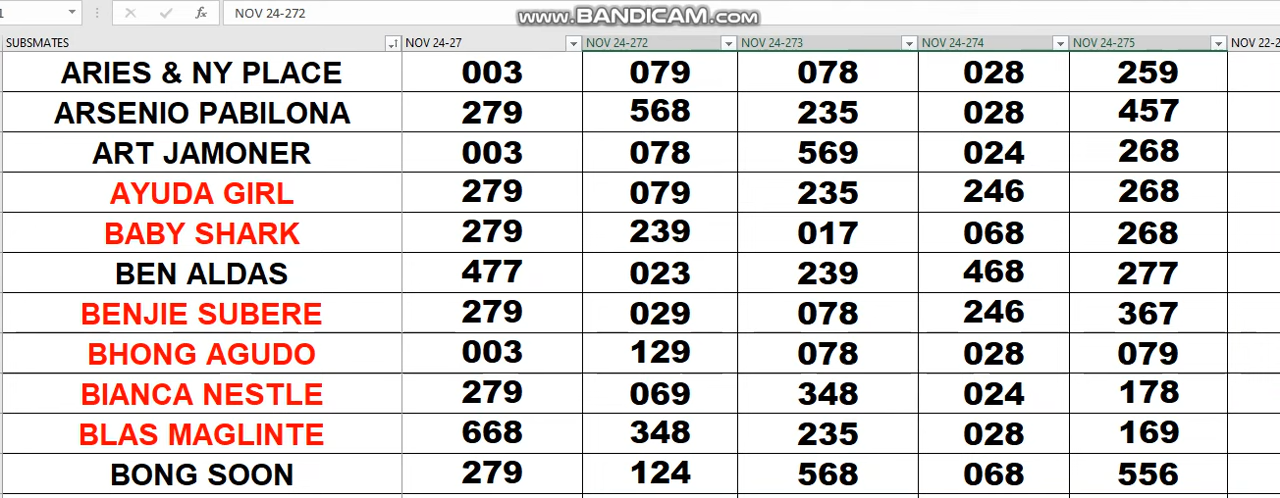 NOV 24-272
www.BANDICAM.com
SUBSMATES NOV 24-27 NOV 24-272 NOV 24-273 NOV 24-274 NOV 24-275 NOV 22-2
ARIES & NY PLACE 003 079 078 028 259
ARSENIO PABILONA 279 568 235 028 457
ART JAMONER 003 078 569 024 268
AYUDA GIRL 279 079 235 246 268
BABY SHARK 279 239 017 068 268
BEN ALDAS 477 023 239 468 277
BENJIE SUBERE 279 029 078 246 367
BHONG AGUDO 003 129 078 028 079
BIANCA NESTLE 279 069 348 024 178
BLAS MAGLINTE 668 348 235 028 169
BONG SOON 279 124 568 068 556